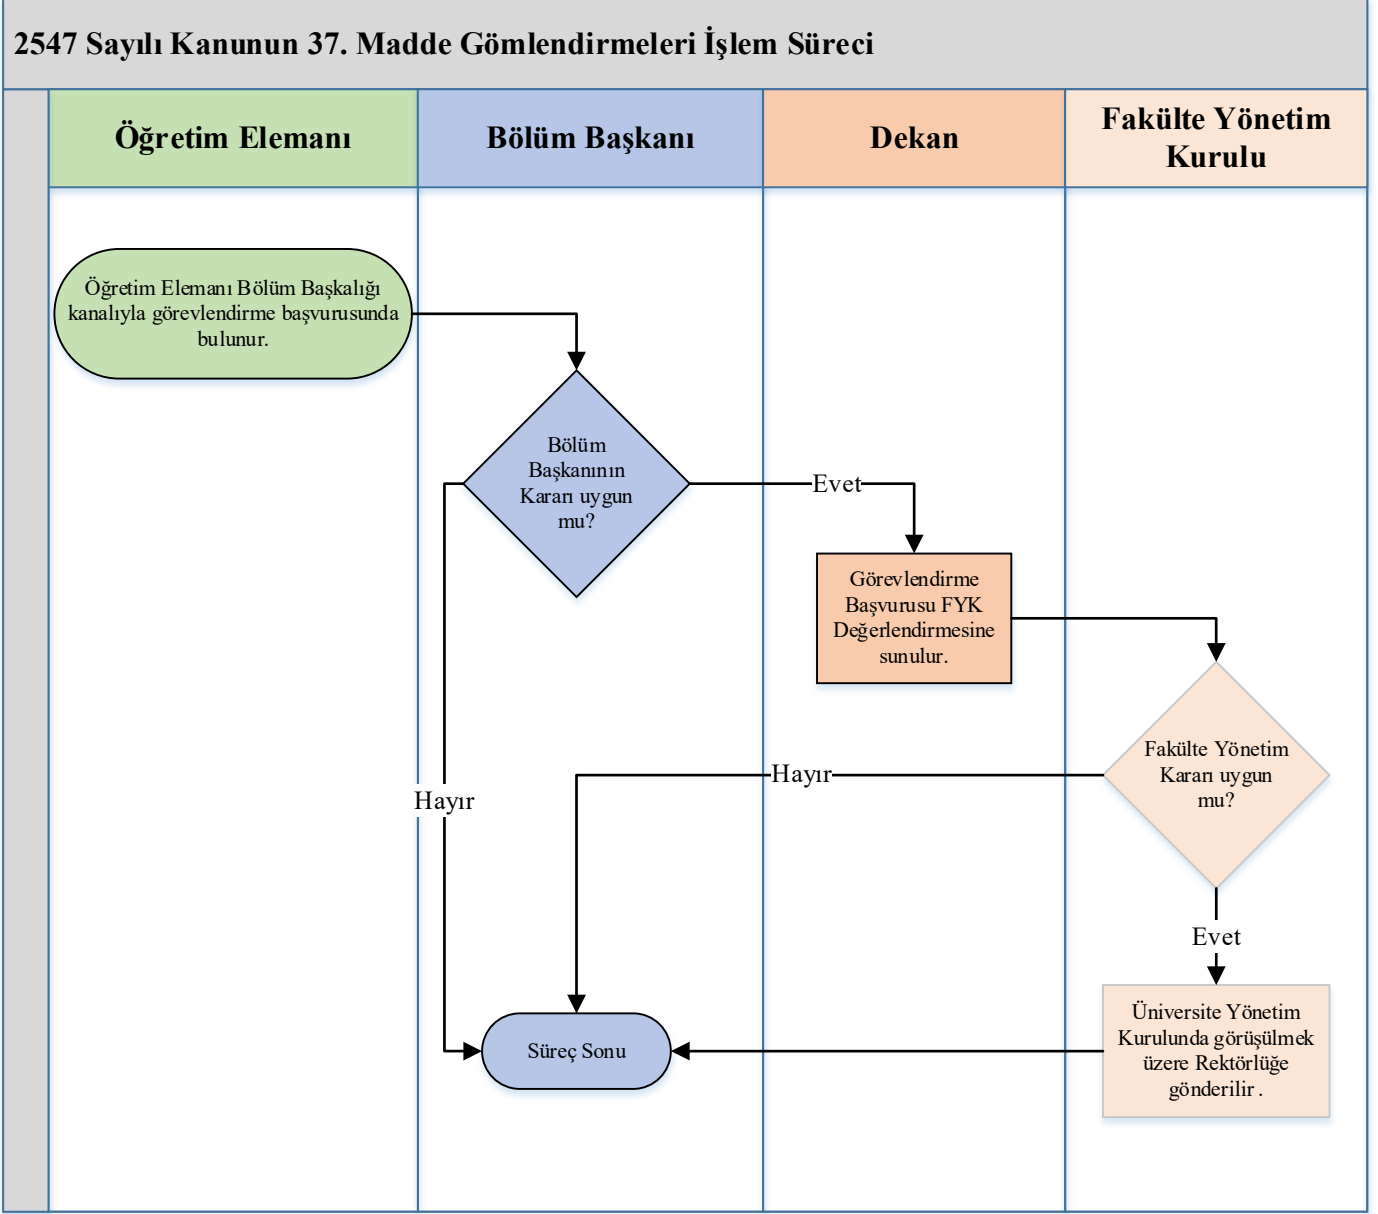 2547 Sayılı Kanunun 37. Madde Gömlendirmeleri İşlem Süreci
Öğretim Elemanı
Bölüm Başkanı
Dekan
Fakülte Yönetim
Kurulu
Öğretim Elemanı Bölüm Başkalığı
kanalıyla görevlendirme başvurusunda
bulunur.
Bölüm
Başkanının
Kararı uygun
mu?
Evet
Görevlendirme
Başvurusu FYK
Değerlendirmesine
sunulur.
Fakülte Yönetim
Kararı uygun
mu?
Hayır
Hayır
Evet
Üniversite Yönetim
Kurulunda görüşülmek
üzere Rektörlüğe
gönderilir .
Süreç Sonu